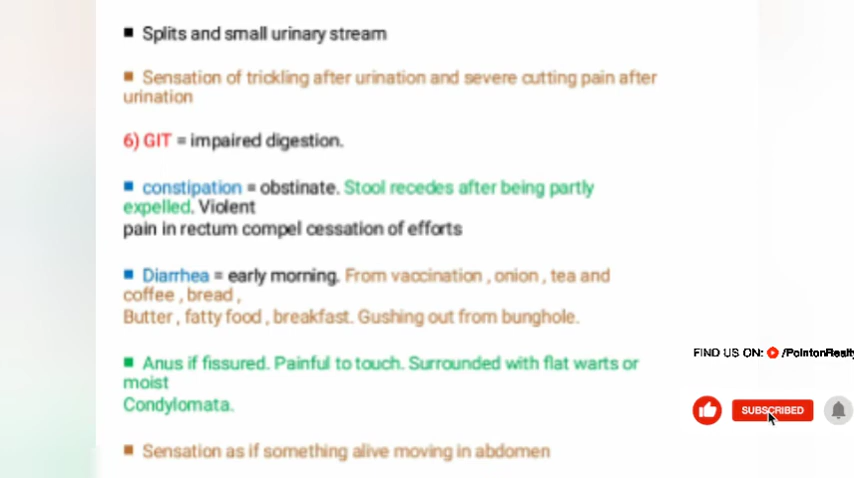 ■ Splits and small urinary stream
■ Sensation of trickling after urination and severe cutting pain after
urination
6) GIT = impaired digestion.
■ constipation = obstinate. Stool recedes after being partly
expelled. Violent
pain in rectum compel cessation of efforts
■ Diarrhea = early morning. From vaccination , onion , tea and
coffee , bread ,
Butter , fatty food , breakfast. Gushing out from bunghole.
■ Anus if fissured. Painful to touch. Surrounded with flat warts or
moist
Condylomata.
■ Sensation as if something alive moving in abdomen
FIND US ON: /PointonRealty
SUBSCRIBED